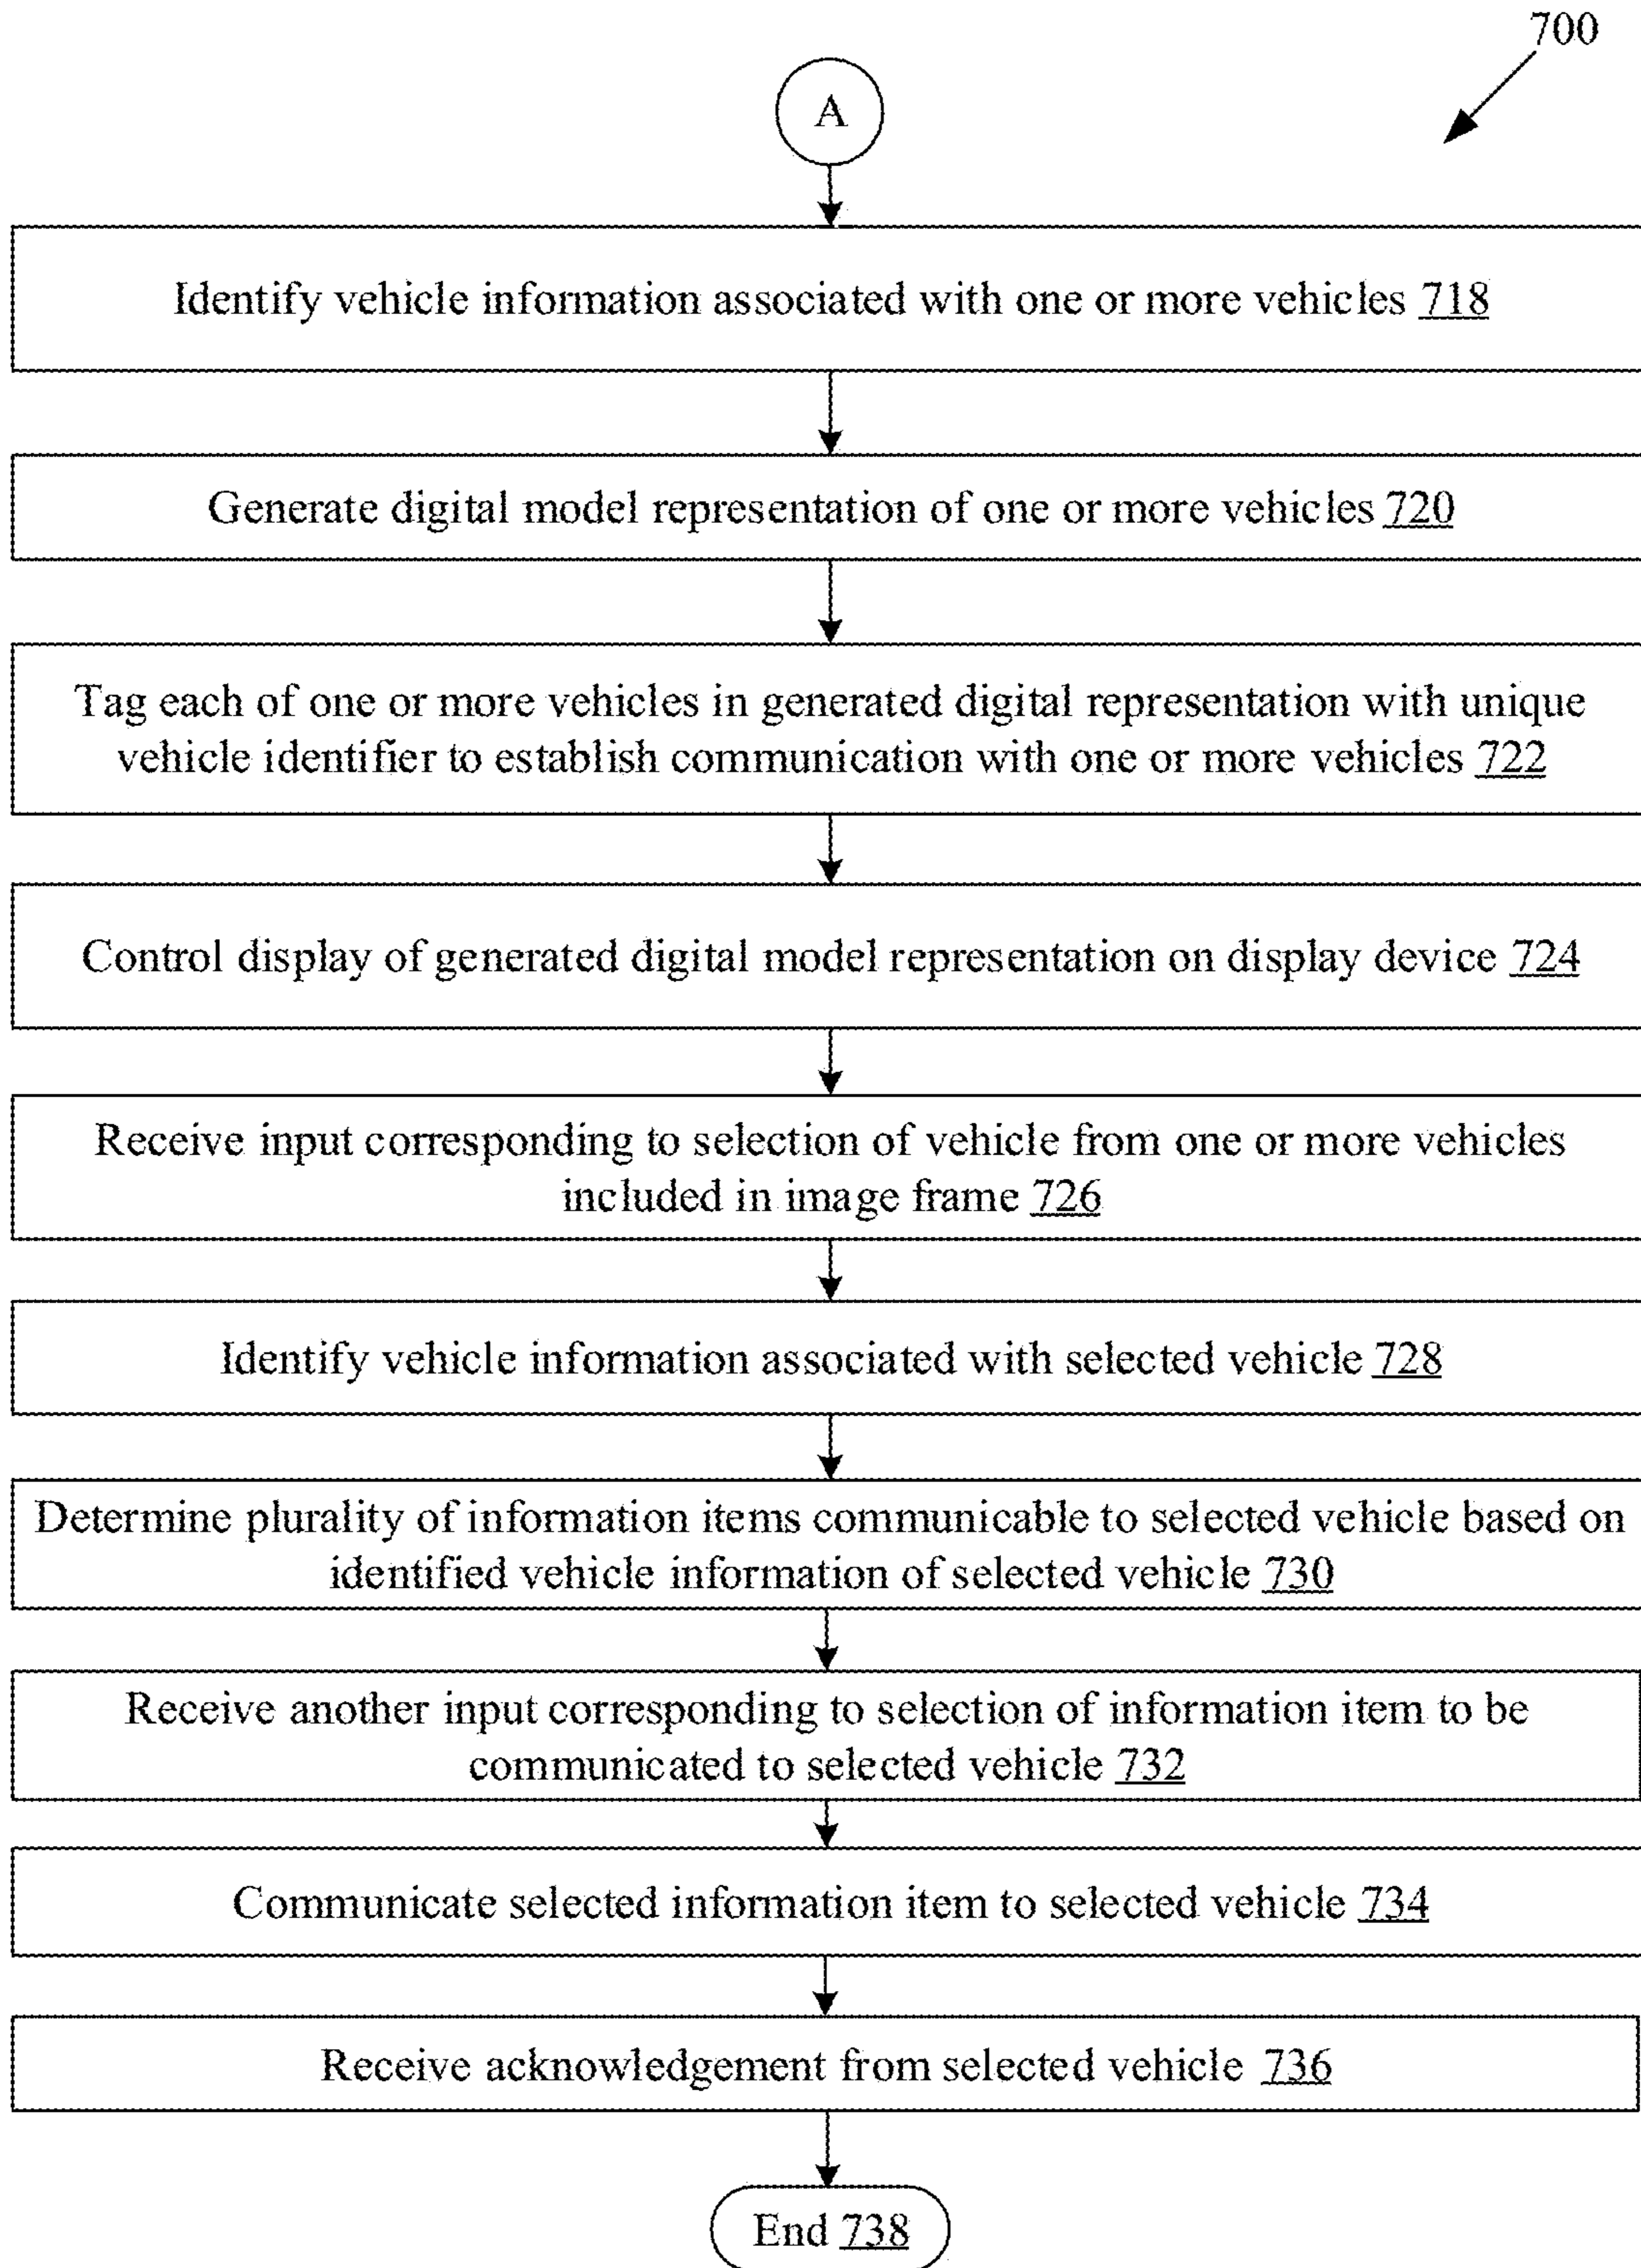 700
A
Identify vehicle information associated with one or more vehicles 718
Generate digital model representation of one or more vehicles 720
Tag each of one or more vehicles in generated digital representation with unique
vehicle identifier to establish communication with one or more vehicles 722
Control display of generated digital model representation on display device 724
Receive input corresponding to selection of vehicle from one or more vehicles
included in image frame 726
Identify vehicle information associated with selected vehicle 728
Determine plurality of information items communicable to selected vehicle based on
identified vehicle information of selected vehicle 730
Receive another input corresponding to selection of information item to be
communicated to selected vehicle 732
Communicate selected information item to selected vehicle 734
Receive acknowledgement from selected vehicle 736
End 738